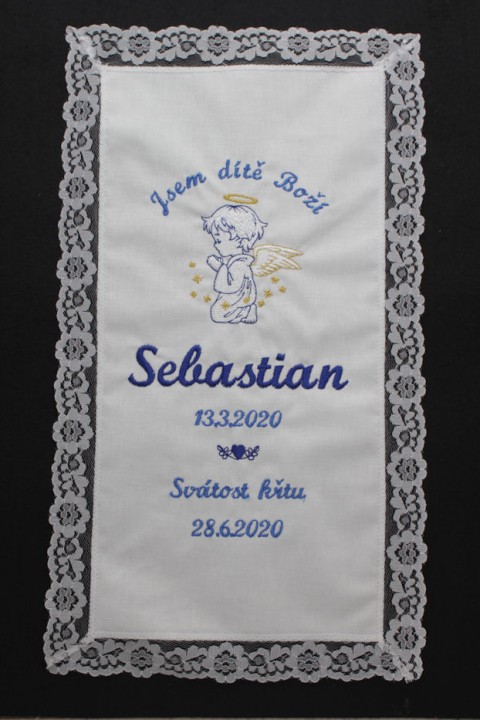 Jsem dítě Boží
Sebastian
13.3.2020
Svátost křtu
28.6.2020